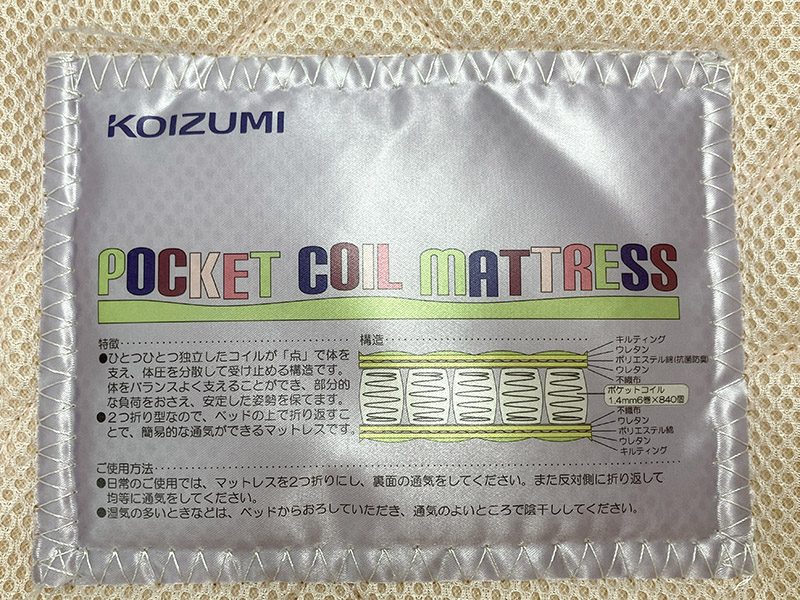 KOIZUMI
POCKET COIL MATTRESS
特徴
●ひとつひとつ独立したコイルが「点」で体を
支え、体圧を分散して受け止める構造です。
体をバランスよく支えることができ、部分的
な負荷をおさえ、安定した姿勢を保てます。
●2つ折り型なので、ベッドの上で折り返すこ
とで、簡易的な通気ができるマットレスです。
構造
キルティング
ウレタン
ポリエステル綿(抗菌防臭)
ウレタン
不織布
ポケットコイル
1.4mm6巻×840個
不織布
ウレタン
ポリエステル綿
ウレタン
キルティング
ご使用方法
●日常のご使用では、マットレスを2つ折りにし、裏面の通気をしてください。また反対側に折り返して
均等に通気をしてください。
●湿気の多いときなどは、ベッドからおろしていただき、通気のよいところで陰干ししてください。